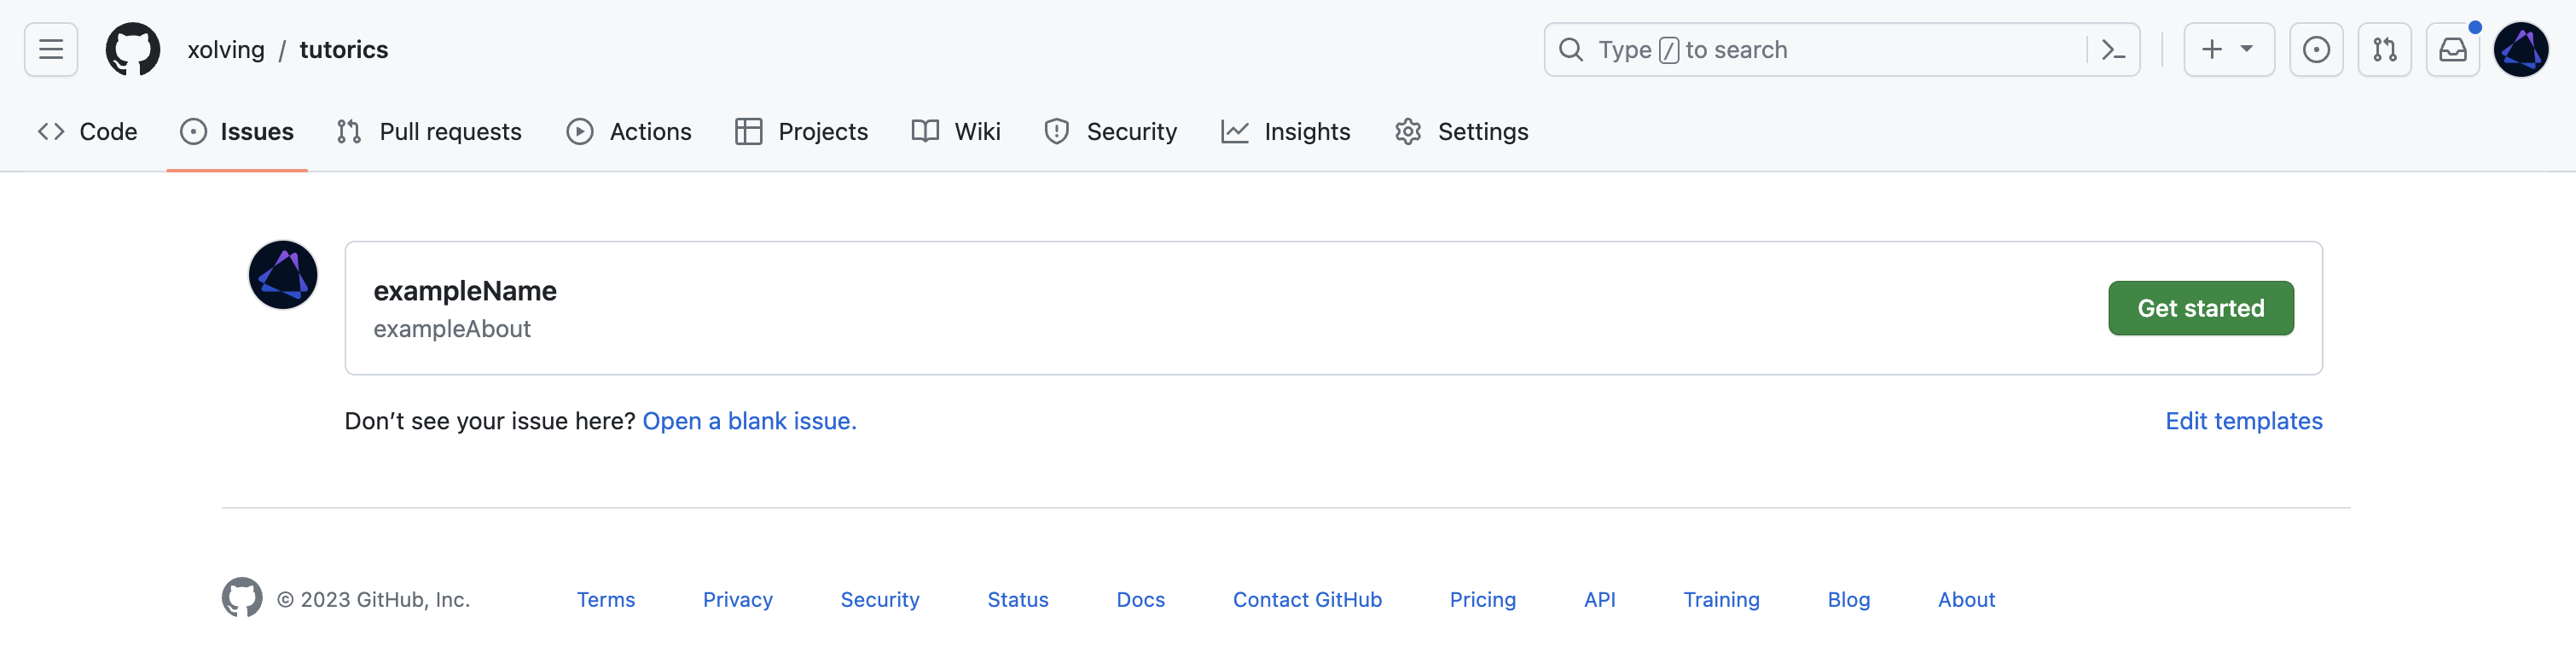 xolving / tutorics
Type / to search
Code Issues Pull requests Actions Projects Wiki Security Insights Settings
exampleName
exampleAbout
Get started
Don’t see your issue here? Open a blank issue.
Edit templates
© 2023 GitHub, Inc. Terms Privacy Security Status Docs Contact GitHub Pricing API Training Blog About